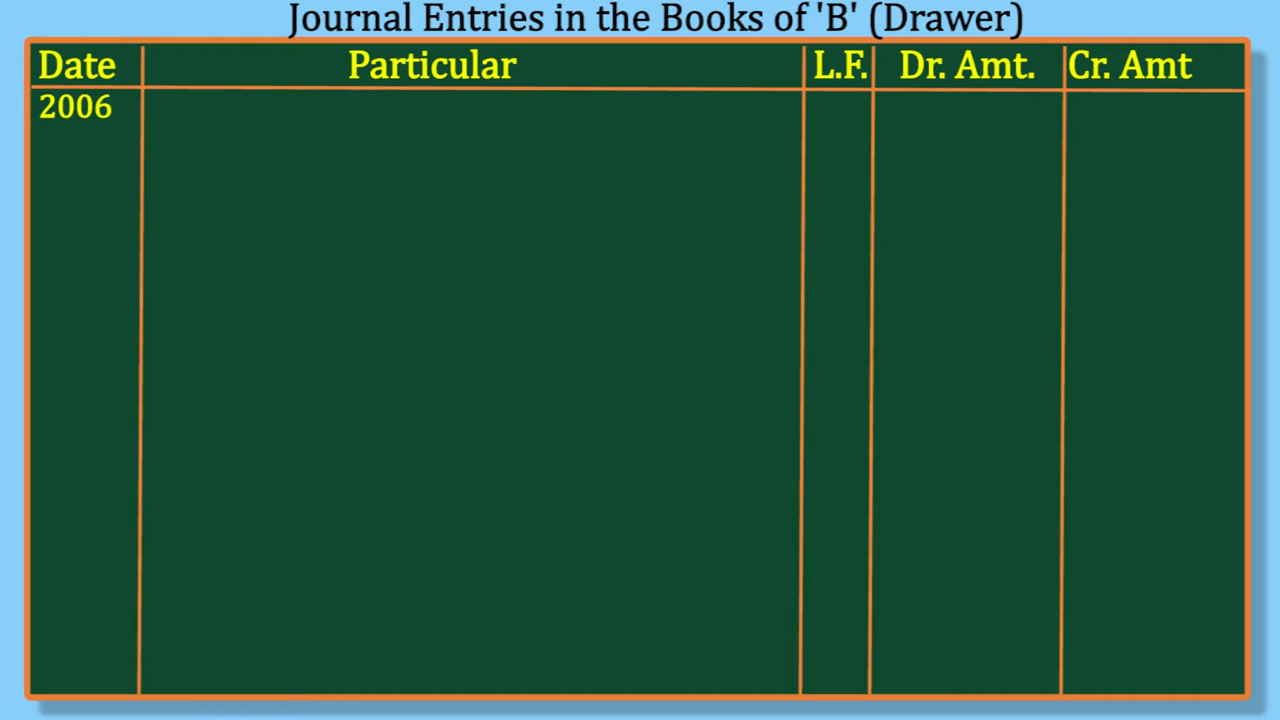 Journal Entries in the Books of 'B' (Drawer)
Date Particular L.F. Dr. Amt. Cr. Amt
2006